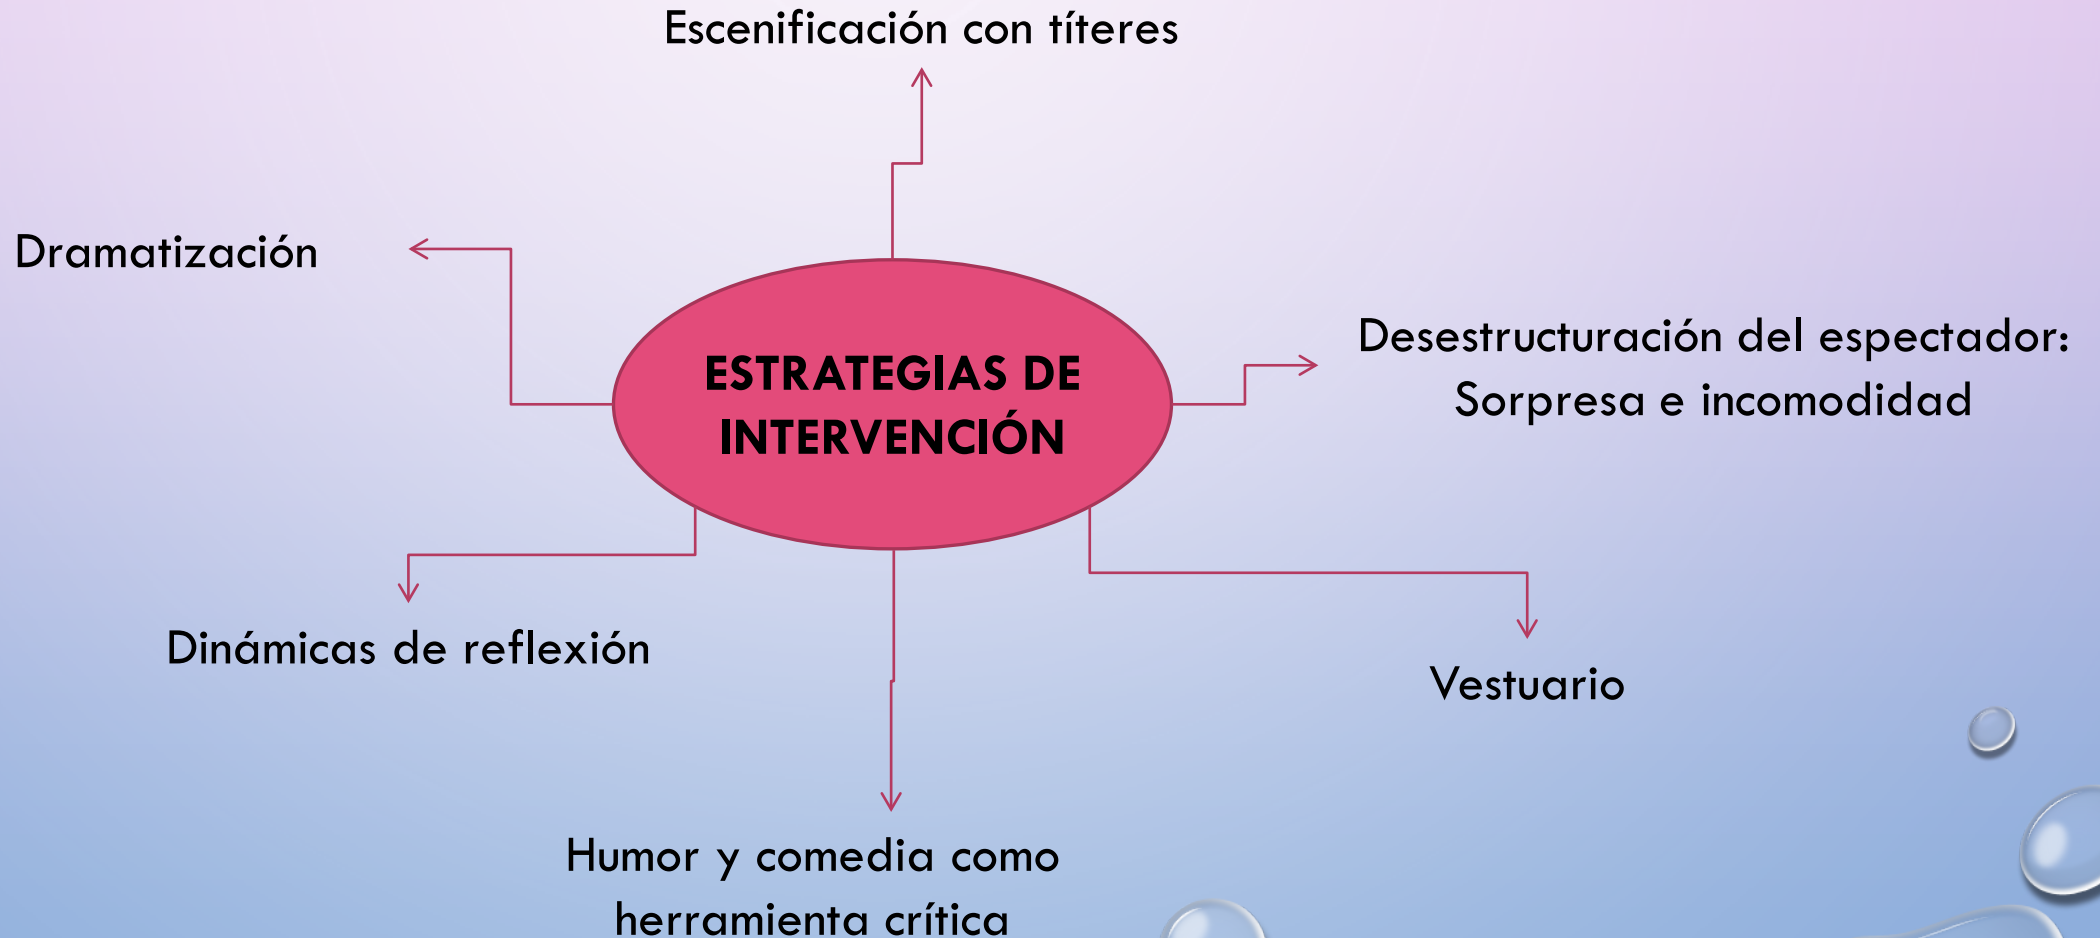 Escenificación con títeres
Dramatización
Desestructuración del espectador:
Sorpresa e incomodidad
ESTRATEGIAS DE
INTERVENCIÓN
Dinámicas de reflexión
Vestuario
Humor y comedia como
herramienta crítica